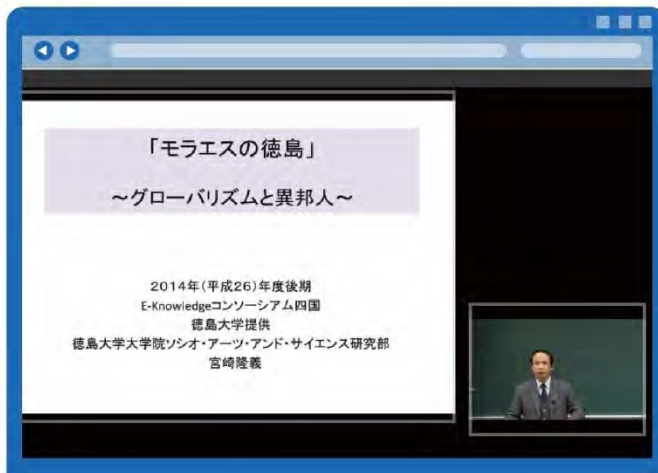 「モラエスの徳島」
～グローバリズムと異邦人～
2014年(平成26)年度後期
E-Knowledgeコンソーシアム四国
徳島大学提供
徳島大学大学院ソシオ・アーツ・アンド・サイエンス研究部
宮崎隆義